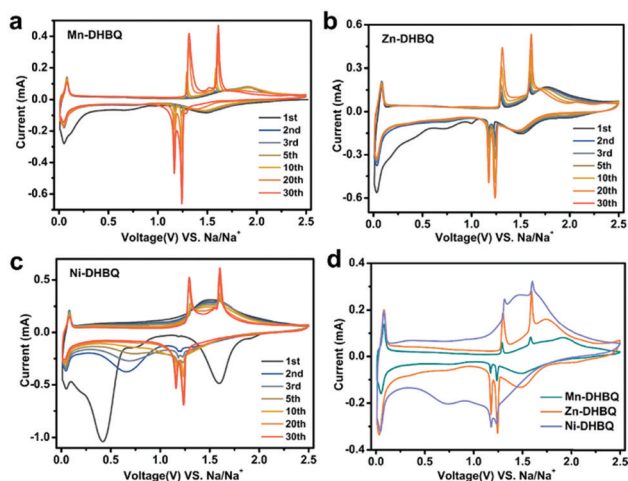 a
Mn-DHBQ
0.4
0.2
0.0
-0.2
-0.4
-0.6
Current (mA)
1st
2nd
3rd
5th
10th
20th
30th
0.0 0.5 1.0 1.5 2.0 2.5
Voltage(V) VS. Na/Na⁺
b
Zn-DHBQ
0.6
0.3
0.0
-0.3
-0.6
Current (mA)
1st
2nd
3rd
5th
10th
20th
30th
0.0 0.5 1.0 1.5 2.0 2.5
Voltage(V) VS. Na/Na⁺
c
Ni-DHBQ
1.0
0.5
0.0
-0.5
-1.0
Current (mA)
1st
2nd
3rd
5th
10th
20th
30th
0.0 0.5 1.0 1.5 2.0 2.5
Voltage(V) VS. Na/Na⁺
d
0.4
0.2
0.0
-0.2
-0.4
Current (mA)
Mn-DHBQ
Zn-DHBQ
Ni-DHBQ
0.0 0.5 1.0 1.5 2.0 2.5
Voltage(V) VS. Na/Na⁺